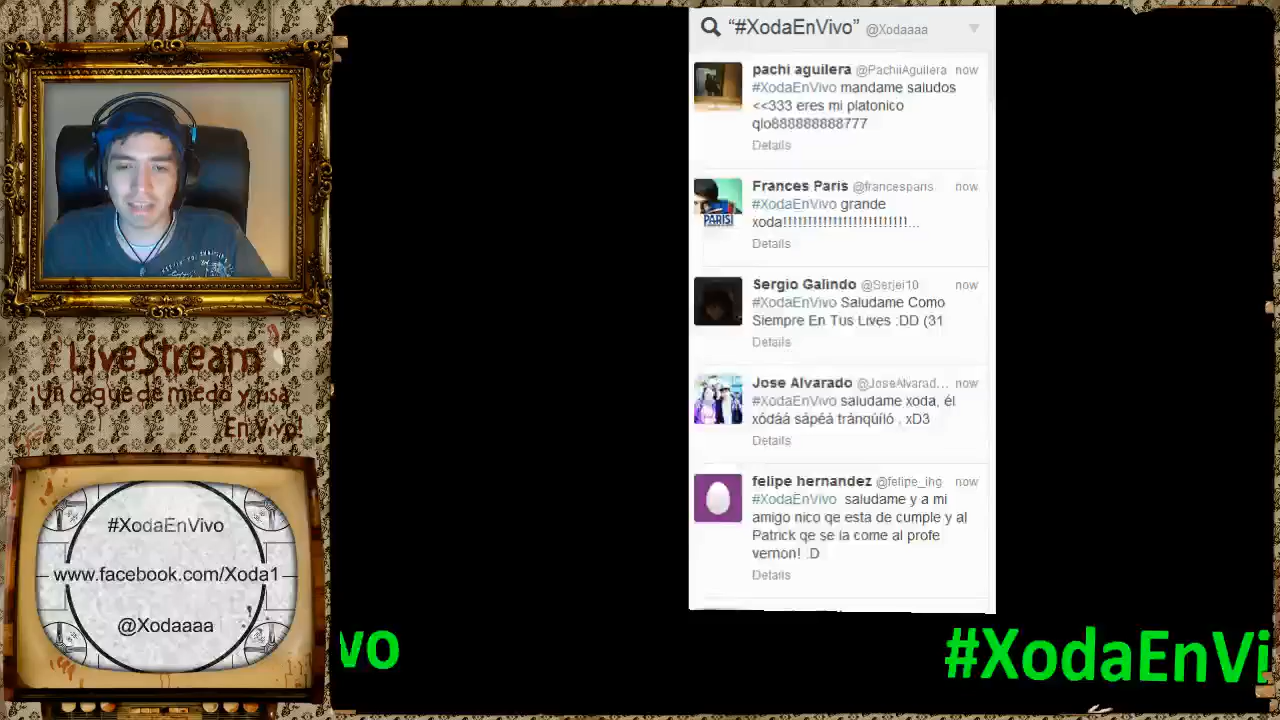 XODA
LiveStream
Un bogue de mieda y risa
En Vivo!
#XodaEnVivo
www.facebook.com/Xoda1
@Xodaaaa
“#XodaEnVivo” @Xodaaaa
pachi aguilera @PachiiAguilera now
#XodaEnVivo mandame saludos
<<333 eres mi platonico
qlo888888888777
Details
Frances Paris @francesparis now
#XodaEnVivo grande
xoda!!!!!!!!!!!!!!!!!!!!!!!!!!...
Details
Sergio Galindo @Serjei10 now
#XodaEnVivo Saludame Como
Siempre En Tus Lives :DD (31
Details
Jose Alvarado @JoseAlvarad... now
#XodaEnVivo saludame xoda, él
xódáá sápéá tránqúíló , xD3
Details
felipe hernandez @felipe_ihg now
#XodaEnVivo saludame y a mi
amigo nico qe esta de cumple y al
Patrick qe se la come al profe
vernon! :D
Details
vo
#XodaEnVi